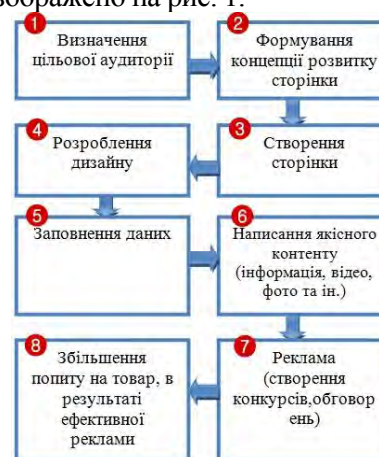 зображено на рис. 1.
1
Визначення
цільової аудиторії
2
Формування
концепції розвитку
сторінки
3
Створення
сторінки
4
Розроблення
дизайну
5
Заповнення даних
6
Написання якісного
контенту
(інформація, відео,
фото та ін.)
7
Реклама
(створення
конкурсів,обговор
ень)
8
Збільшення
попиту на товар, в
результаті
ефективної
реклами